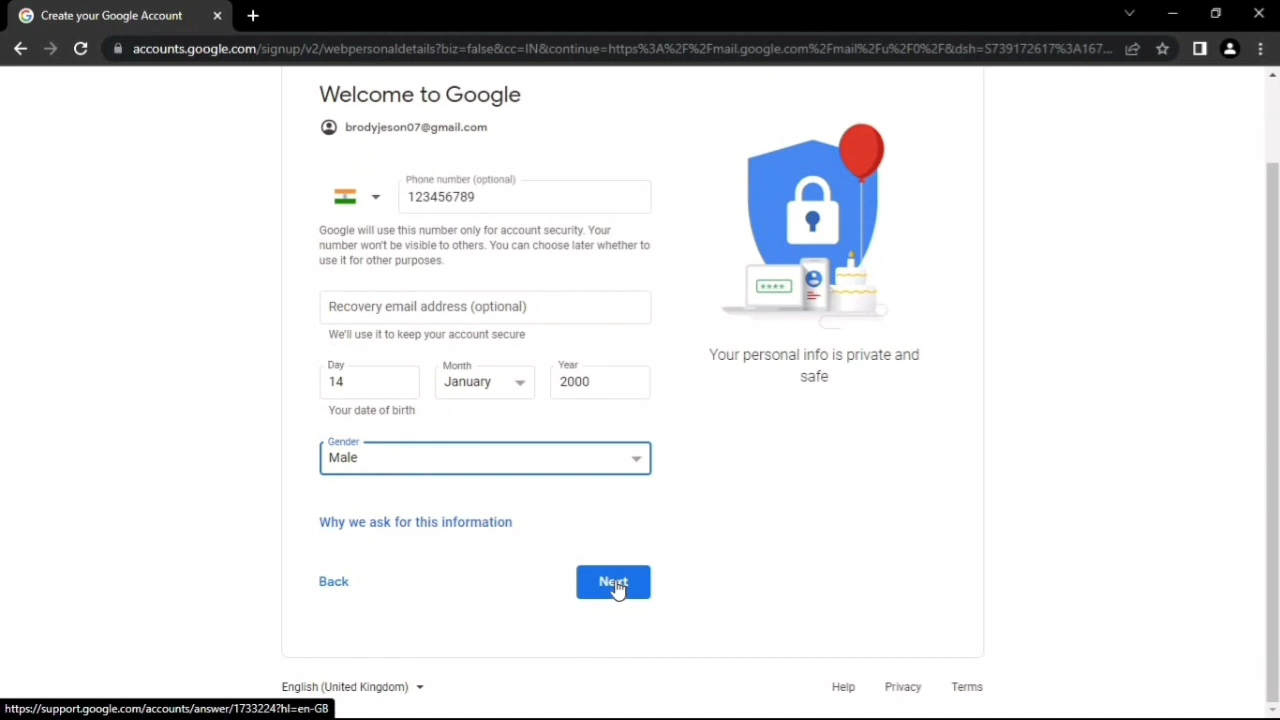 Create your Google Account
accounts.google.com/signup/v2/webpersonaldetails?biz=false&cc=IN&continue=https%3A%2F%2Fmail.google.com%2Fmail%2Fu%2F0%2F&dsh=S739172617%3A167...
Welcome to Google
brodyjeson07@gmail.com
Phone number (optional)
123456789
Google will use this number only for account security. Your
number won't be visible to others. You can choose later whether to
use it for other purposes.
Recovery email address (optional)
We'll use it to keep your account secure
Day
14
Month
January
Year
2000
Your date of birth
Gender
Male
Why we ask for this information
Back
Next
****
Your personal info is private and
safe
English (United Kingdom)
Help
Privacy
Terms
https://support.google.com/accounts/answer/1733224?hl=en-GB